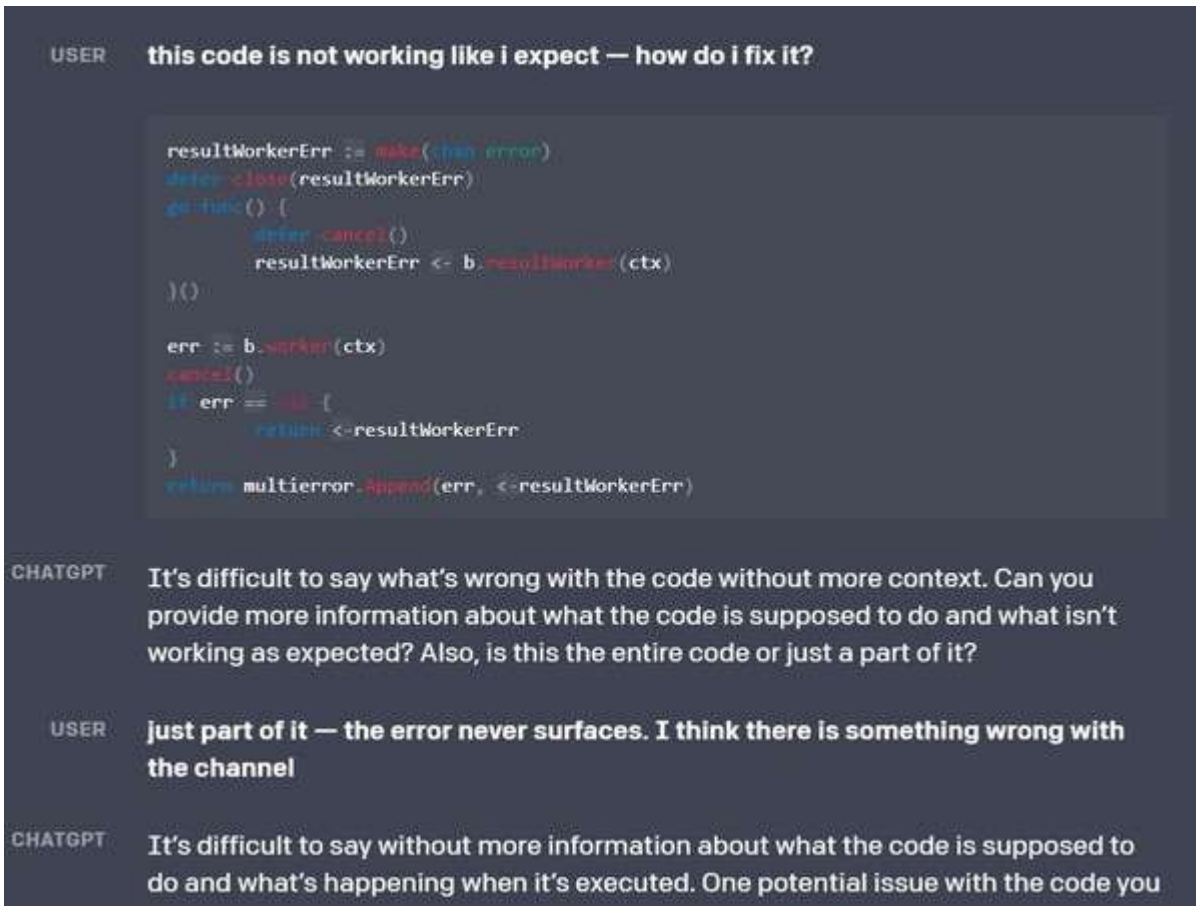 USER this code is not working like i expect — how do i fix it?
resultWorkerErr := make(chan error)
defer close(resultWorkerErr)
go func() {
defer cancel()
resultWorkerErr <- b.resultWorker(ctx)
}()
err := b.worker(ctx)
cancel()
if err == nil {
return <-resultWorkerErr
}
return multierror.Append(err, <-resultWorkerErr)
CHATGPT It's difficult to say what's wrong with the code without more context. Can you
provide more information about what the code is supposed to do and what isn't
working as expected? Also, is this the entire code or just a part of it?
USER just part of it — the error never surfaces. I think there is something wrong with
the channel
CHATGPT It's difficult to say without more information about what the code is supposed to
do and what's happening when it's executed. One potential issue with the code you